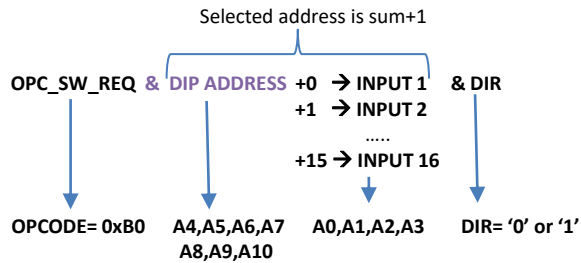 Selected address is sum+1
OPC_SW_REQ & DIP ADDRESS +0 → INPUT 1 & DIR
+1 → INPUT 2
.....
+15 → INPUT 16
OPCODE= 0xB0 A4,A5,A6,A7 A0,A1,A2,A3 DIR= ‘0’ or ‘1’
A8,A9,A10